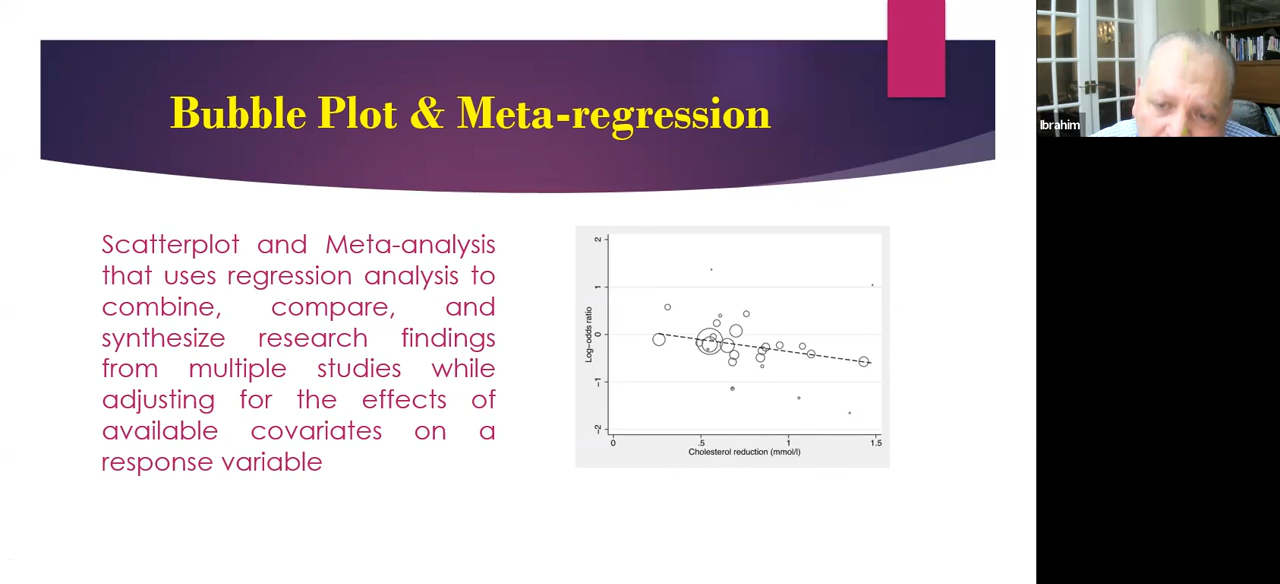 Bubble Plot & Meta-regression
Ibrahim
Scatterplot and Meta-analysis
that uses regression analysis to
combine, compare, and
synthesize research findings
from multiple studies while
adjusting for the effects of
available covariates on a
response variable
Log-odds ratio
2
1
0
-1
-2
0 .5 1 1.5
Cholesterol reduction (mmol/l)